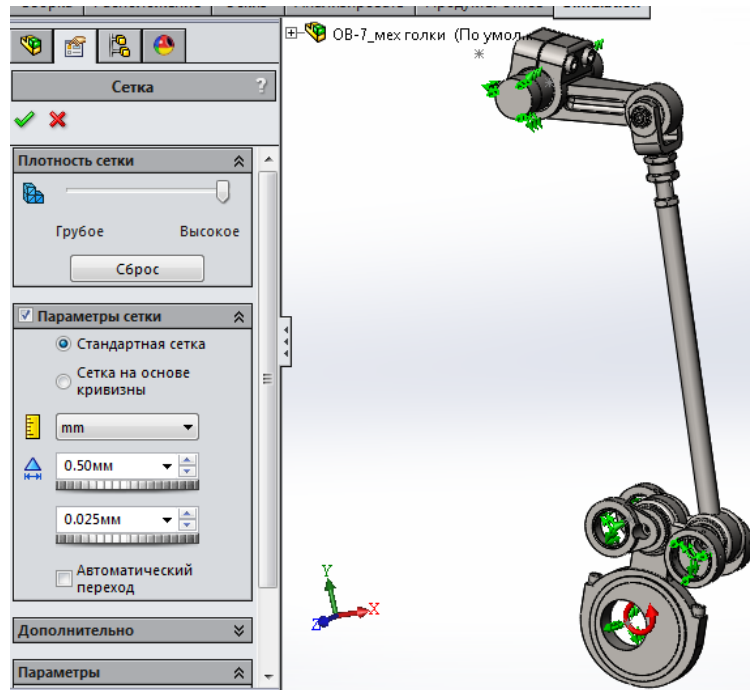 ОВ-7_мех голки (По умол.к
Сетка
?
Плотность сетки
Грубое Высокое
Сброс
Параметры сетки
Стандартная сетка
Сетка на основе
кривизны
mm
0.50мм
0.025мм
Автоматический
переход
Дополнительно
Параметры
Y
X
Z